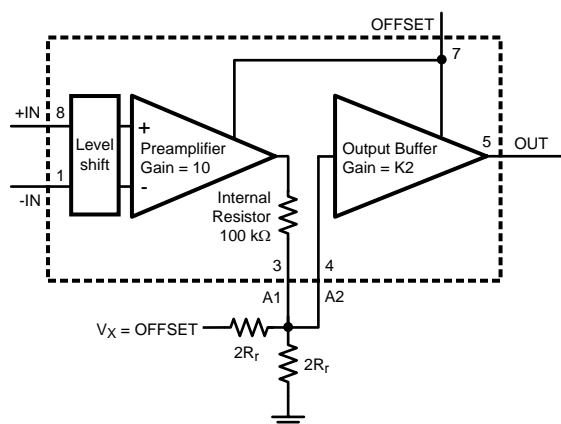 OFFSET
7
+IN
8
Level
shift
+
Preamplifier
Gain = 10
-
1
-IN
Output Buffer
Gain = K2
5
OUT
Internal
Resistor
100 kΩ
3
4
A1
A2
VX = OFFSET
2Rr
2Rr